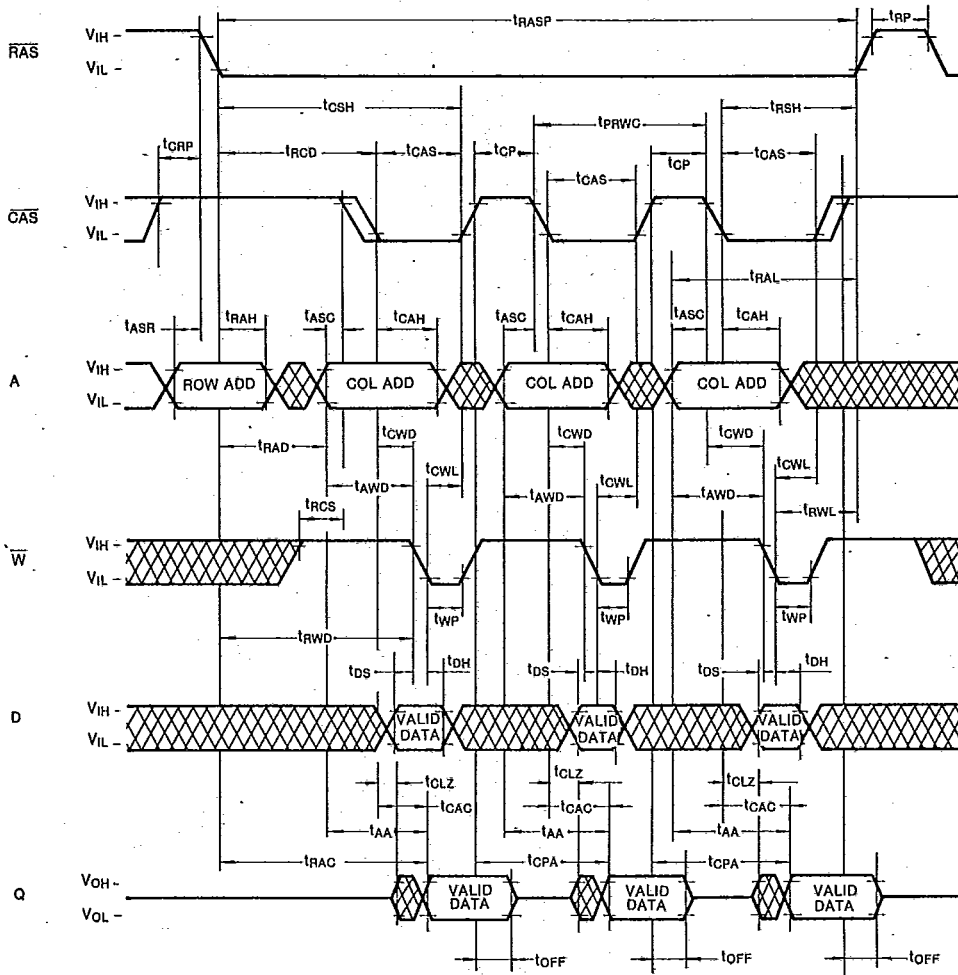 tRASP
tRP
RAS
VIH
VIL
tCSH
tRSH
tPRWC
tCRP
tRCD
tCAS
tCP
tCAS
tCP
tCAS
CAS
VIH
VIL
tRAL
tASR
tRAH
tASC
tCAH
tASC
tCAH
tASC
tCAH
A
VIH
VIL
ROW ADD
COL ADD
COL ADD
COL ADD
tRAD
tCWD
tCWD
tCWD
tCWL
tCWL
tCWL
tAWD
tAWD
tAWD
tRCS
tRWL
W
VIH
VIL
tWP
tWP
tWP
tRWD
tDS
tDH
tDS
tDH
tDS
tDH
D
VIH
VIL
VALID DATA
VALID DATA
VALID DATA
tCLZ
tCLZ
tCLZ
tCAC
tCAC
tCAC
tAA
tAA
tAA
tRAC
tCPA
tCPA
Q
VOH
VOL
VALID DATA
VALID DATA
VALID DATA
tOFF
tOFF
tOFF